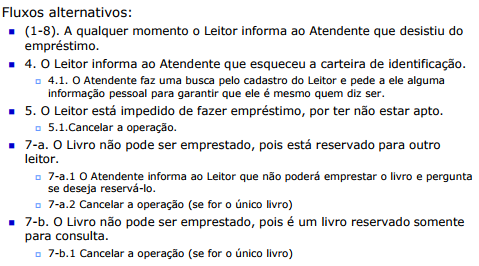 Fluxos alternativos:
(1-8). A qualquer momento o Leitor informa ao Atendente que desistiu do
empréstimo.
4. O Leitor informa ao Atendente que esqueceu a carteira de identificação.
4.1. O Atendente faz uma busca pelo cadastro do Leitor e pede a ele alguma
informação pessoal para garantir que ele é mesmo quem diz ser.
5. O Leitor está impedido de fazer empréstimo, por ter não estar apto.
5.1.Cancelar a operação.
7-a. O Livro não pode ser emprestado, pois está reservado para outro
leitor.
7-a.1 O Atendente informa ao Leitor que não poderá emprestar o livro e pergunta
se deseja reservá-lo.
7-a.2 Cancelar a operação (se for o único livro)
7-b. O Livro não pode ser emprestado, pois é um livro reservado somente
para consulta.
7-b.1 Cancelar a operação (se for o único livro)